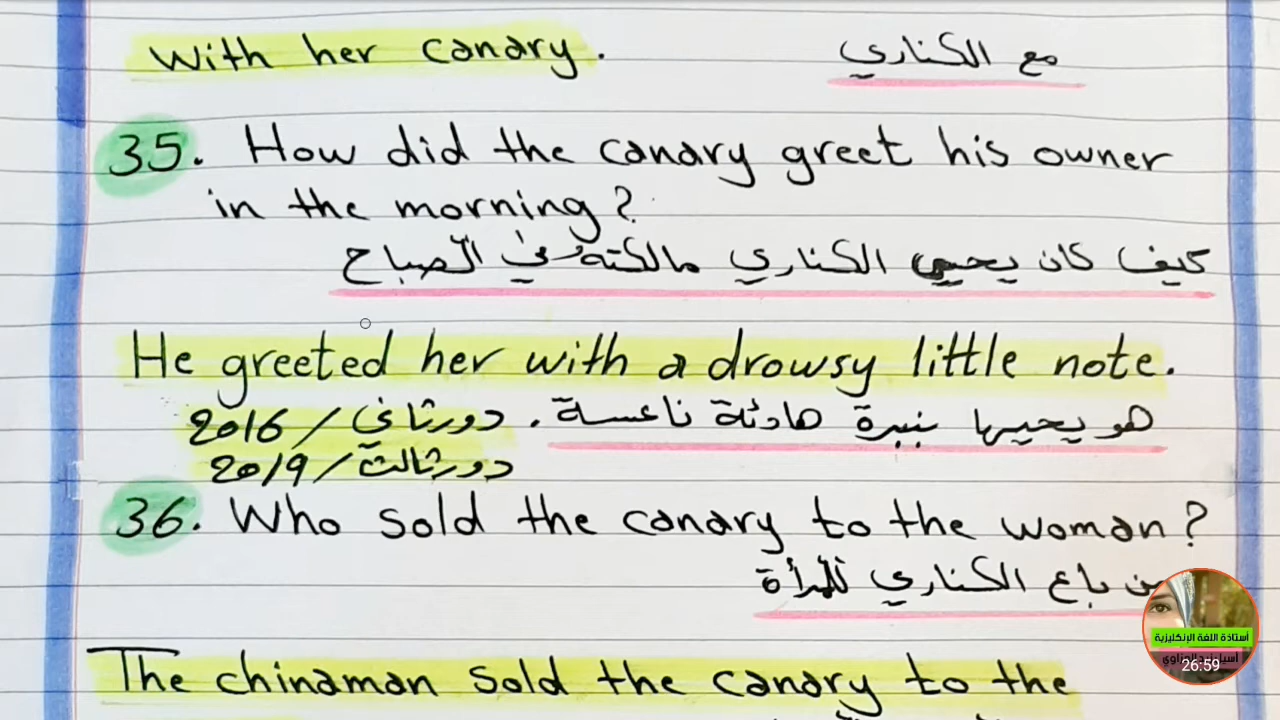 with her canary.
مع الكناري
35. How did the canary greet his owner
in the morning?
كيف كان يحيي الكناري مالكته في الصباح
He greeted her with a drowsy little note.
هو يحييها بنبرة هادئة ناعسة. دور ثاني / 2016
دور ثالث / 2019
36. Who sold the canary to the woman?
من باع الكناري للمرأة
أستاذة اللغة الإنكليزية
26:59
The chinaman sold the canary to the